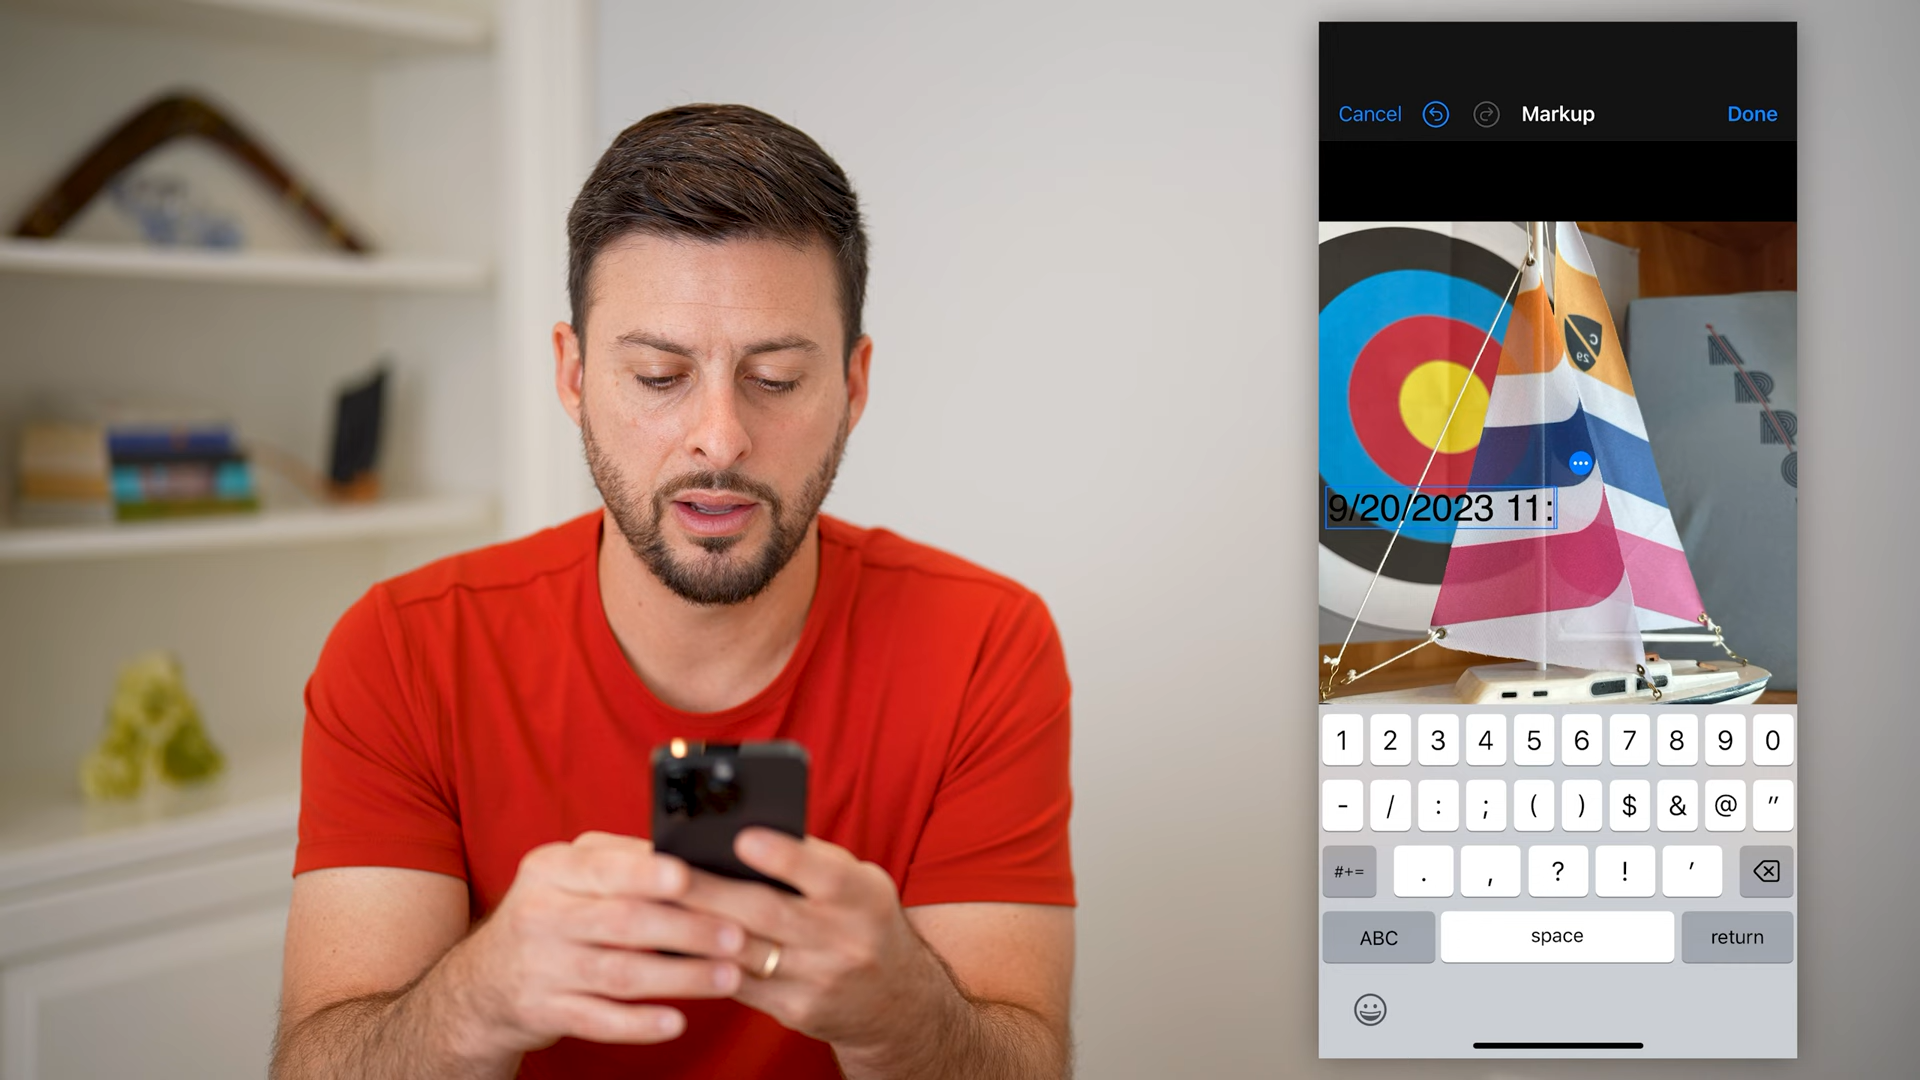 Cancel Markup Done
C
29
A
R
R
O
9/20/2023 11:
1 2 3 4 5 6 7 8 9 0
- / : ; ( ) $ & @ "
#+= . , ? ! '
ABC space return